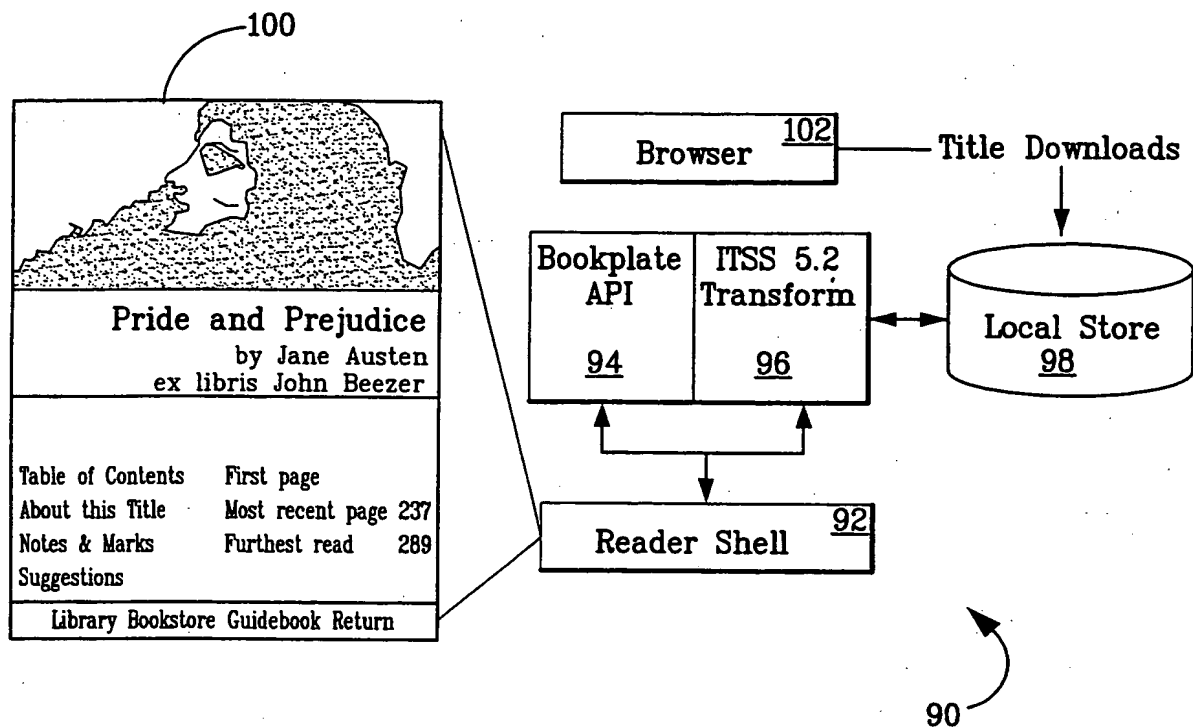 100
Pride and Prejudice
by Jane Austen
ex libris John Beezer
Table of Contents First page
About this Title Most recent page 237
Notes & Marks Furthest read 289
Suggestions
Library Bookstore Guidebook Return
102
Browser
Title Downloads
Bookplate
API
94
ITSS 5.2
Transform
96
Local Store
98
92
Reader Shell
90